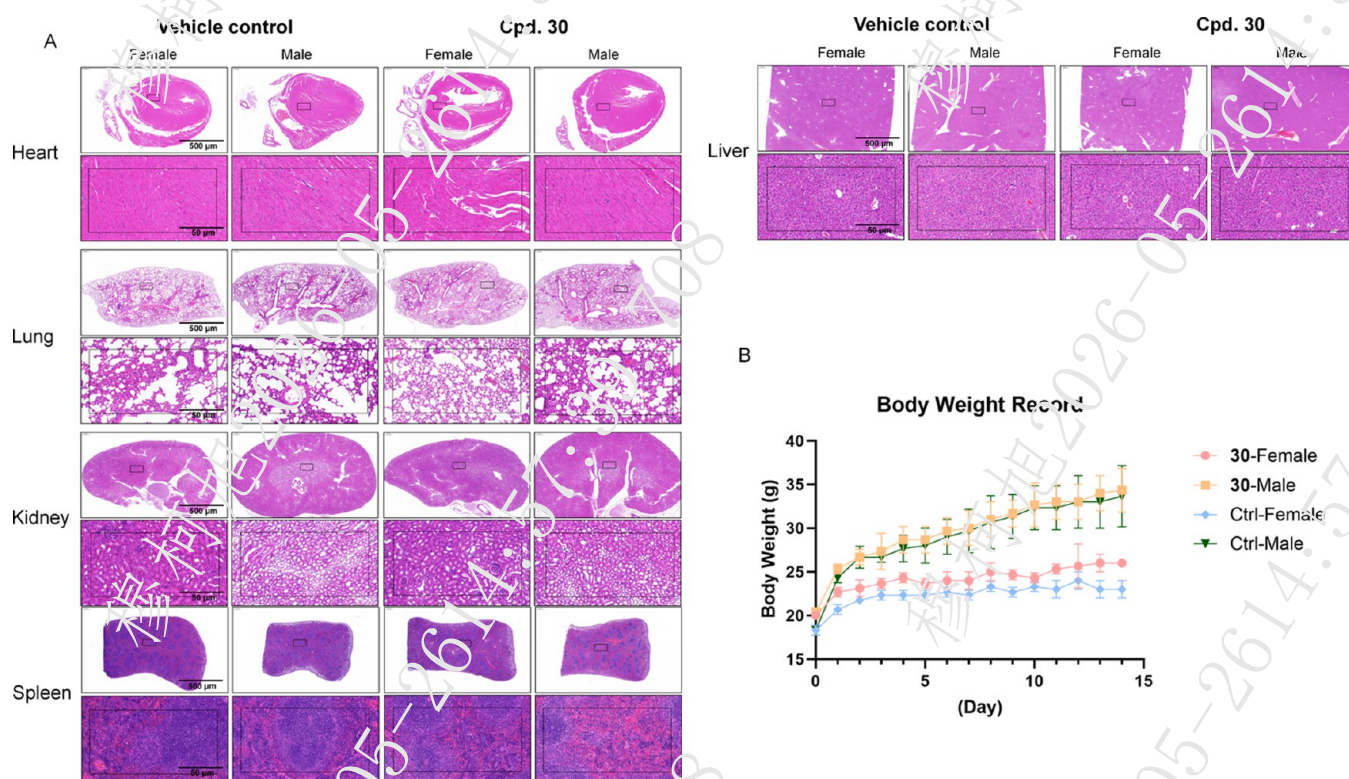 A
Vehicle control
Cpd. 30
Female
Male
Female
Male
Heart
500 µm
50 µm
Lung
500 µm
50 µm
Kidney
500 µm
50 µm
Spleen
500 µm
50 µm
Vehicle control
Cpd. 30
Female
Male
Female
Male
Liver
500 µm
50 µm
B
Body Weight Record
Body Weight (g)
40
35
30
25
20
15
0
5
10
15
(Day)
30-Female
30-Male
Ctrl-Female
Ctrl-Male